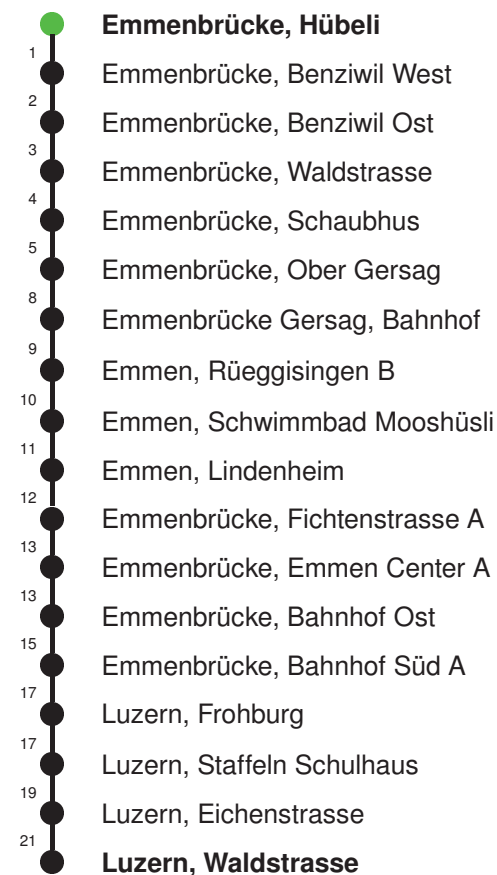 Emmenbrücke, Hübeli
1
Emmenbrücke, Benziwil West
2
Emmenbrücke, Benziwil Ost
3
Emmenbrücke, Waldstrasse
4
Emmenbrücke, Schaubhus
5
Emmenbrücke, Ober Gersag
8
Emmenbrücke Gersag, Bahnhof
9
Emmen, Rüeggisingen B
10
Emmen, Schwimmbad Mooshüsli
11
Emmen, Lindenheim
12
Emmenbrücke, Fichtenstrasse A
13
Emmenbrücke, Emmen Center A
13
Emmenbrücke, Bahnhof Ost
15
Emmenbrücke, Bahnhof Süd A
17
Luzern, Frohburg
17
Luzern, Staffeln Schulhaus
19
Luzern, Eichenstrasse
21
Luzern, Waldstrasse